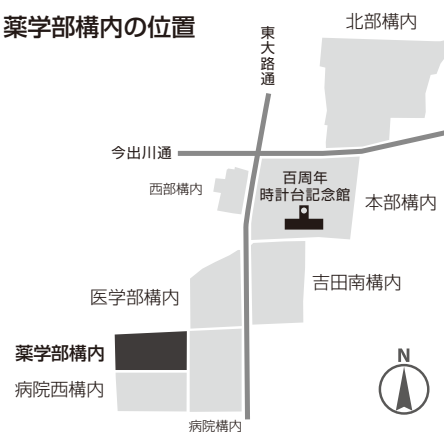 薬学部構内の位置
北部構内
東大路通
今出川通
百周年
時計台記念館
西部構内
本部構内
吉田南構内
医学部構内
薬学部構内
病院西構内
病院構内
N